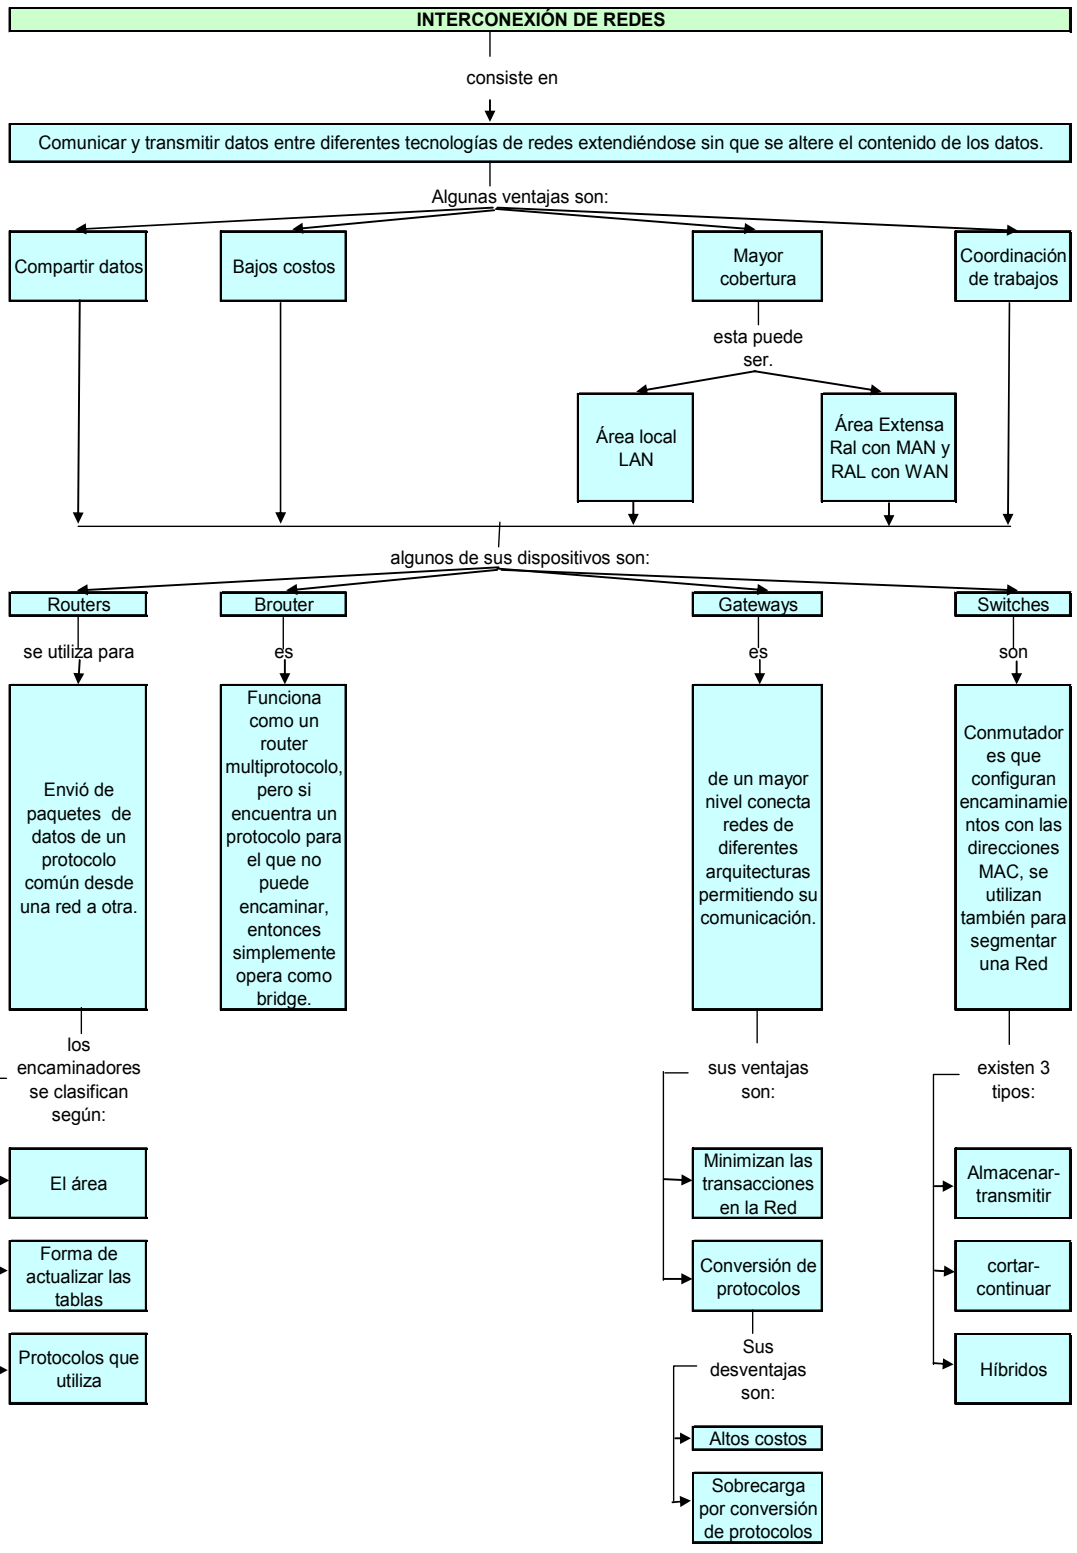 INTERCONEXIÓN DE REDES
consiste en
Comunicar y transmitir datos entre diferentes tecnologías de redes extendiéndose sin que se altere el contenido de los datos.
Algunas ventajas son:
Compartir datos
Bajos costos
Mayor
cobertura
Coordinación
de trabajos
esta puede
ser.
Área local
LAN
Área Extensa
Ral con MAN y
RAL con WAN
algunos de sus dispositivos son:
Routers
Brouter
Gateways
Switches
se utiliza para
es
es
son
Envió de
paquetes de
datos de un
protocolo
común desde
una red a otra.
Funciona
como un
router
multiprotocolo,
pero si
encuentra un
protocolo para
el que no
puede
encaminar,
entonces
simplemente
opera como
bridge.
de un mayor
nivel conecta
redes de
diferentes
arquitecturas
permitiendo su
comunicación.
Conmutador
es que
configuran
encaminamie
ntos con las
direcciones
MAC, se
utilizan
también para
segmentar
una Red
los
encaminadores
se clasifican
según:
sus ventajas
son:
existen 3
tipos:
El área
Minimizan las
transacciones
en la Red
Almacenar-
transmitir
Forma de
actualizar las
tablas
Conversión de
protocolos
cortar-
continuar
Protocolos que
utiliza
Sus
desventajas
son:
Híbridos
Altos costos
Sobrecarga
por conversión
de protocolos